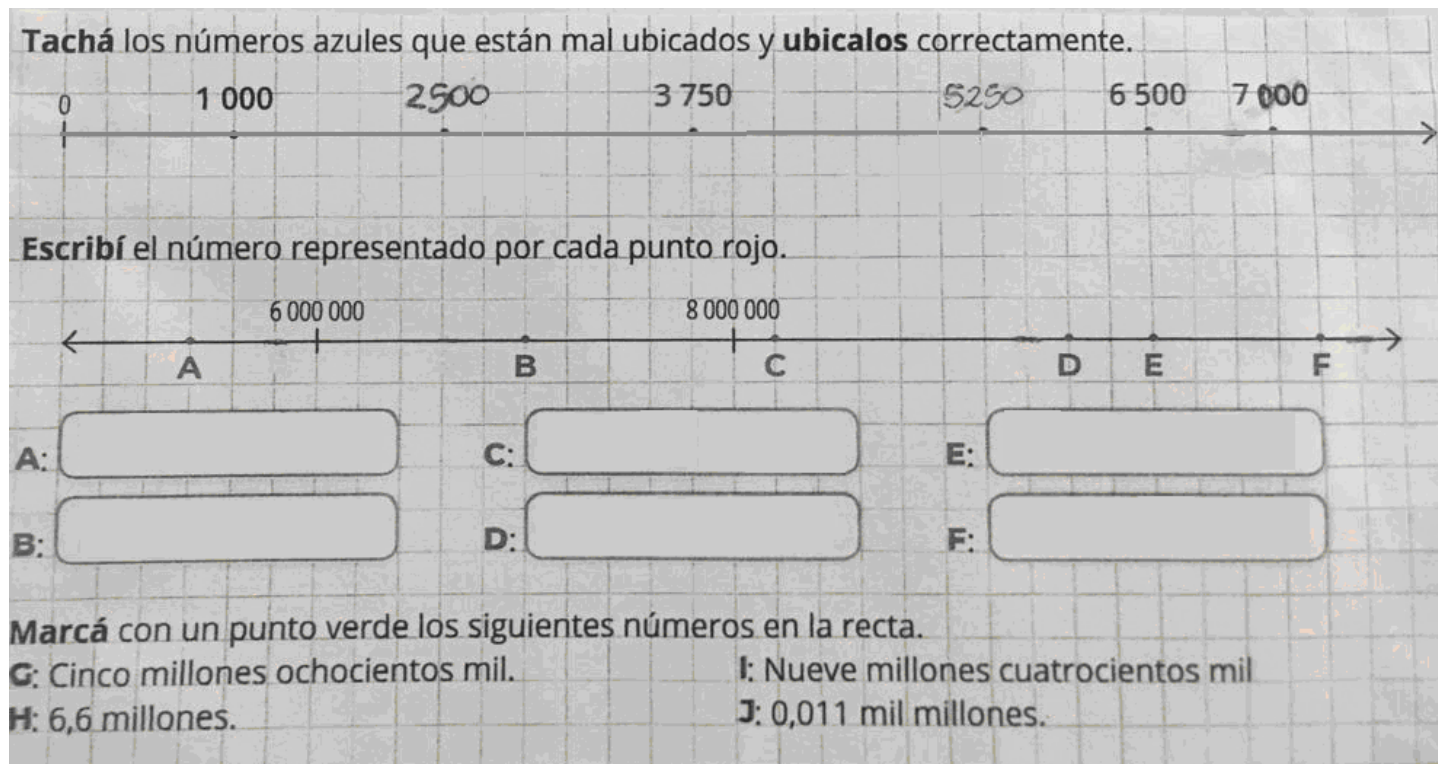 Tachá los números azules que están mal ubicados y ubicalos correctamente.
0 1 000 2500 3 750 5250 6 500 7 000
Escribí el número representado por cada punto rojo.
6 000 000 8 000 000
A B C D E F
A: C: E:
B: D: F:
Marcá con un punto verde los siguientes números en la recta.
G: Cinco millones ochocientos mil. I: Nueve millones cuatrocientos mil
H: 6,6 millones. J: 0,011 mil millones.